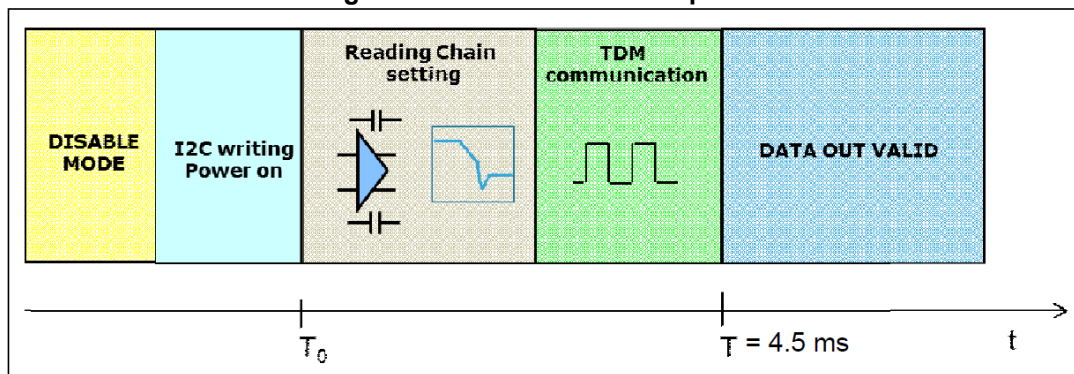 DISABLE
MODE
I2C writing
Power on
Reading Chain
setting
TDM
communication
DATA OUT VALID
T0
T = 4.5 ms
t